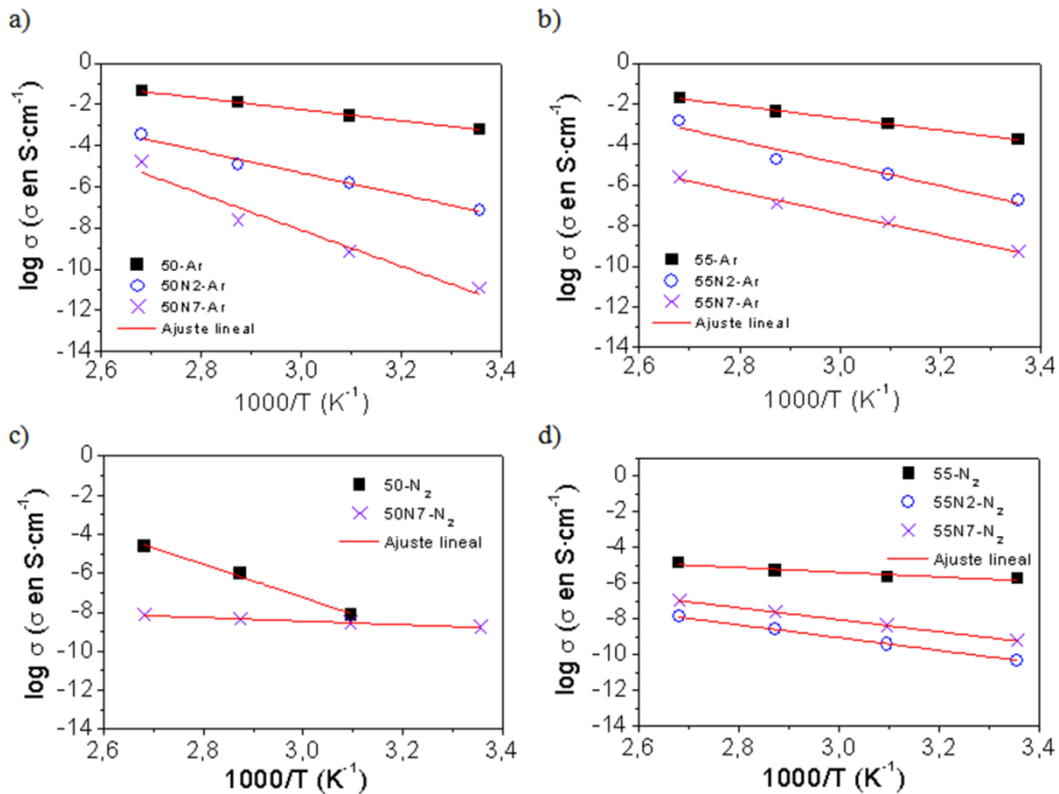 a)
log σ (σ en S·cm⁻¹)
0
-2
-4
-6
-8
-10
-12
-14
50-Ar
50N2-Ar
50N7-Ar
Ajuste lineal
2,6 2,8 3,0 3,2 3,4
1000/T (K⁻¹)
b)
log σ (σ en S·cm⁻¹)
0
-2
-4
-6
-8
-10
-12
-14
55-Ar
55N2-Ar
55N7-Ar
Ajuste lineal
2,6 2,8 3,0 3,2 3,4
1000/T (K⁻¹)
c)
log σ (σ en S·cm⁻¹)
0
-2
-4
-6
-8
-10
-12
-14
50-N₂
50N7-N₂
Ajuste lineal
2,6 2,8 3,0 3,2 3,4
1000/T (K⁻¹)
d)
log σ (σ en S·cm⁻¹)
0
-2
-4
-6
-8
-10
-12
-14
55-N₂
55N2-N₂
55N7-N₂
Ajuste lineal
2,6 2,8 3,0 3,2 3,4
1000/T (K⁻¹)